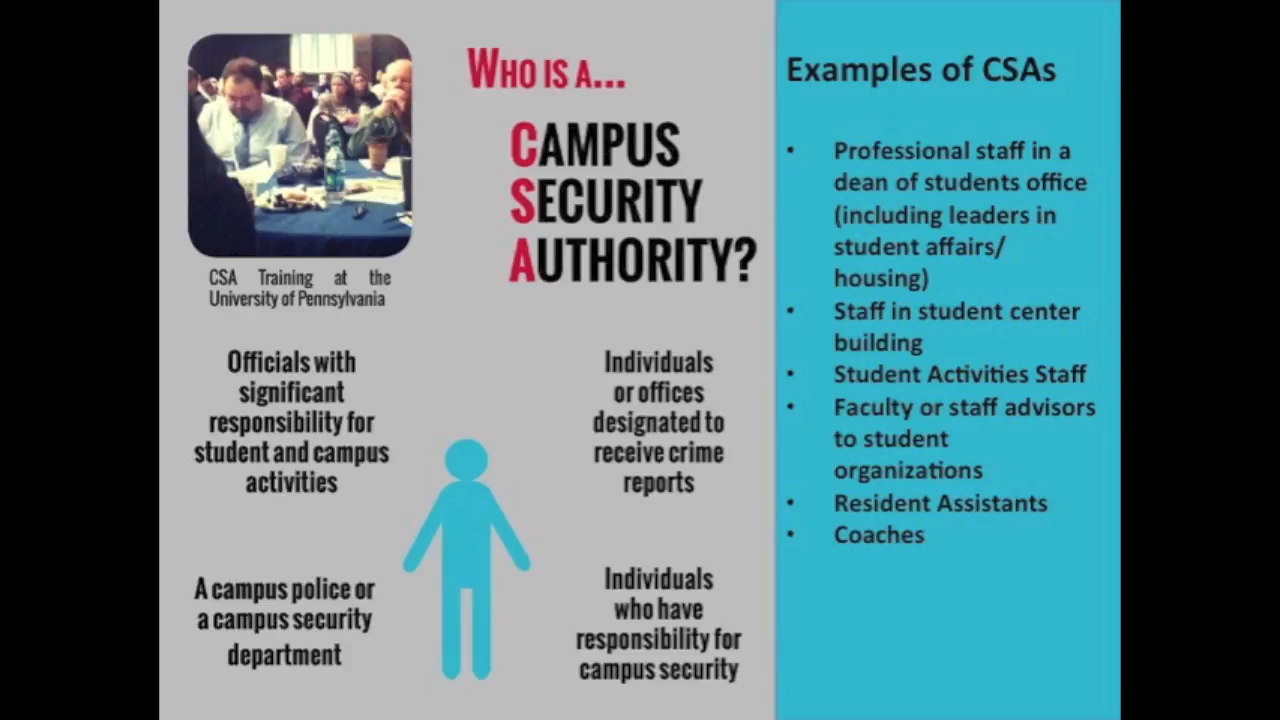 WHO IS A...
CAMPUS
SECURITY
AUTHORITY?
CSA Training at the
University of Pennsylvania
Officials with
significant
responsibility for
student and campus
activities
Individuals
or offices
designated to
receive crime
reports
A campus police or
a campus security
department
Individuals
who have
responsibility for
campus security
Examples of CSAs
• Professional staff in a
dean of students office
(including leaders in
student affairs/
housing)
• Staff in student center
building
• Student Activities Staff
• Faculty or staff advisors
to student
organizations
• Resident Assistants
• Coaches